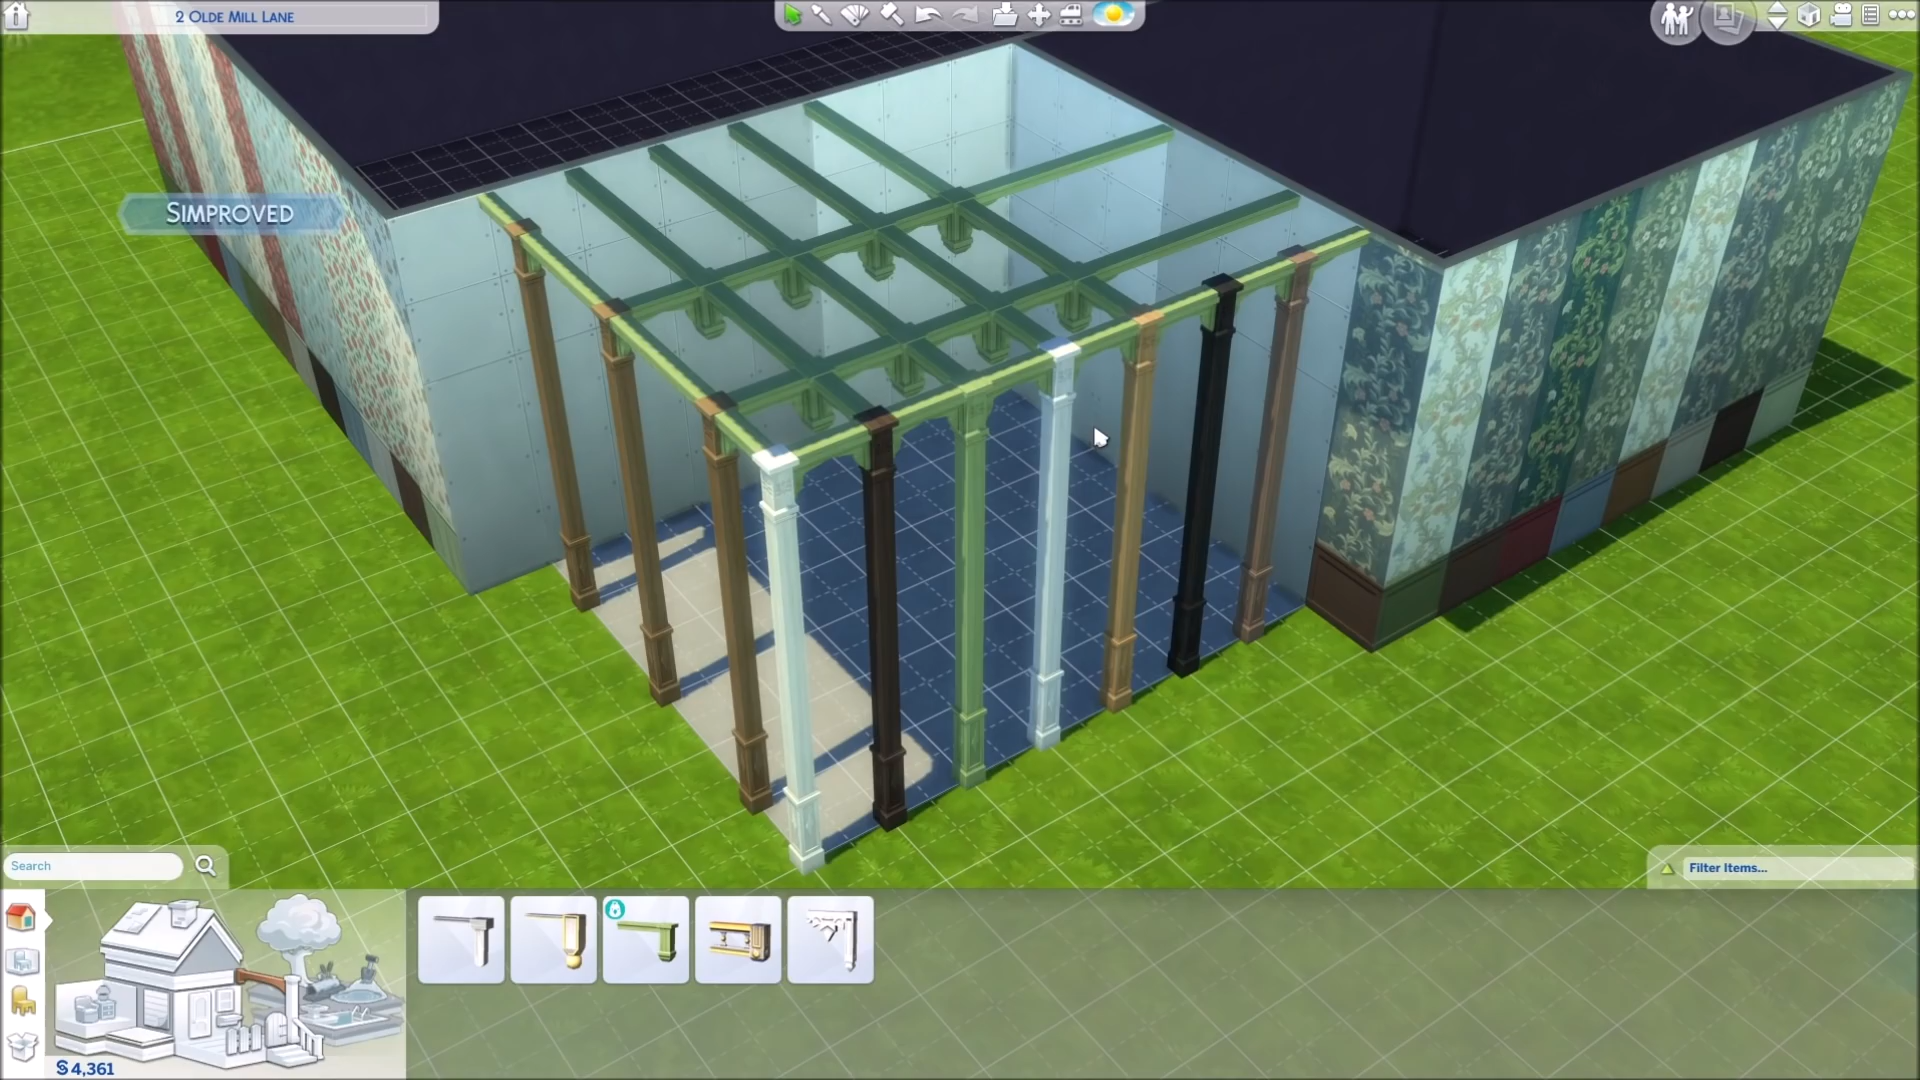 2 Olde Mill Lane
Simproved
Search
Filter Items...
§4,361